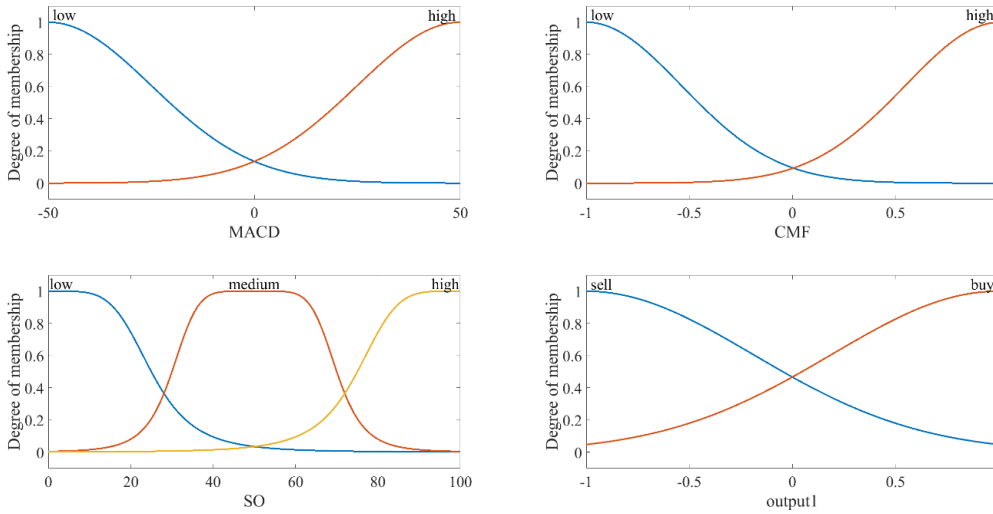 low high
1
0.8
0.6
0.4
0.2
0
Degree of membership
-50 0 50
MACD
low high
1
0.8
0.6
0.4
0.2
0
Degree of membership
-1 -0.5 0 0.5
CMF
low medium high
1
0.8
0.6
0.4
0.2
0
Degree of membership
0 20 40 60 80 100
SO
sell buy
1
0.8
0.6
0.4
0.2
0
Degree of membership
-1 -0.5 0 0.5
output1